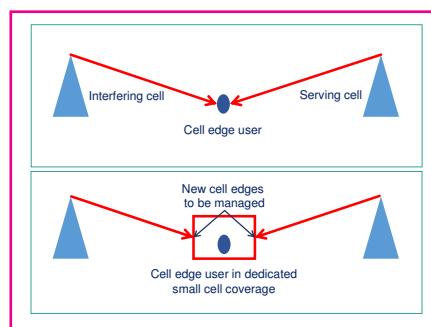 Interfering cell
Serving cell
Cell edge user
New cell edges
to be managed
Cell edge user in dedicated
small cell coverage